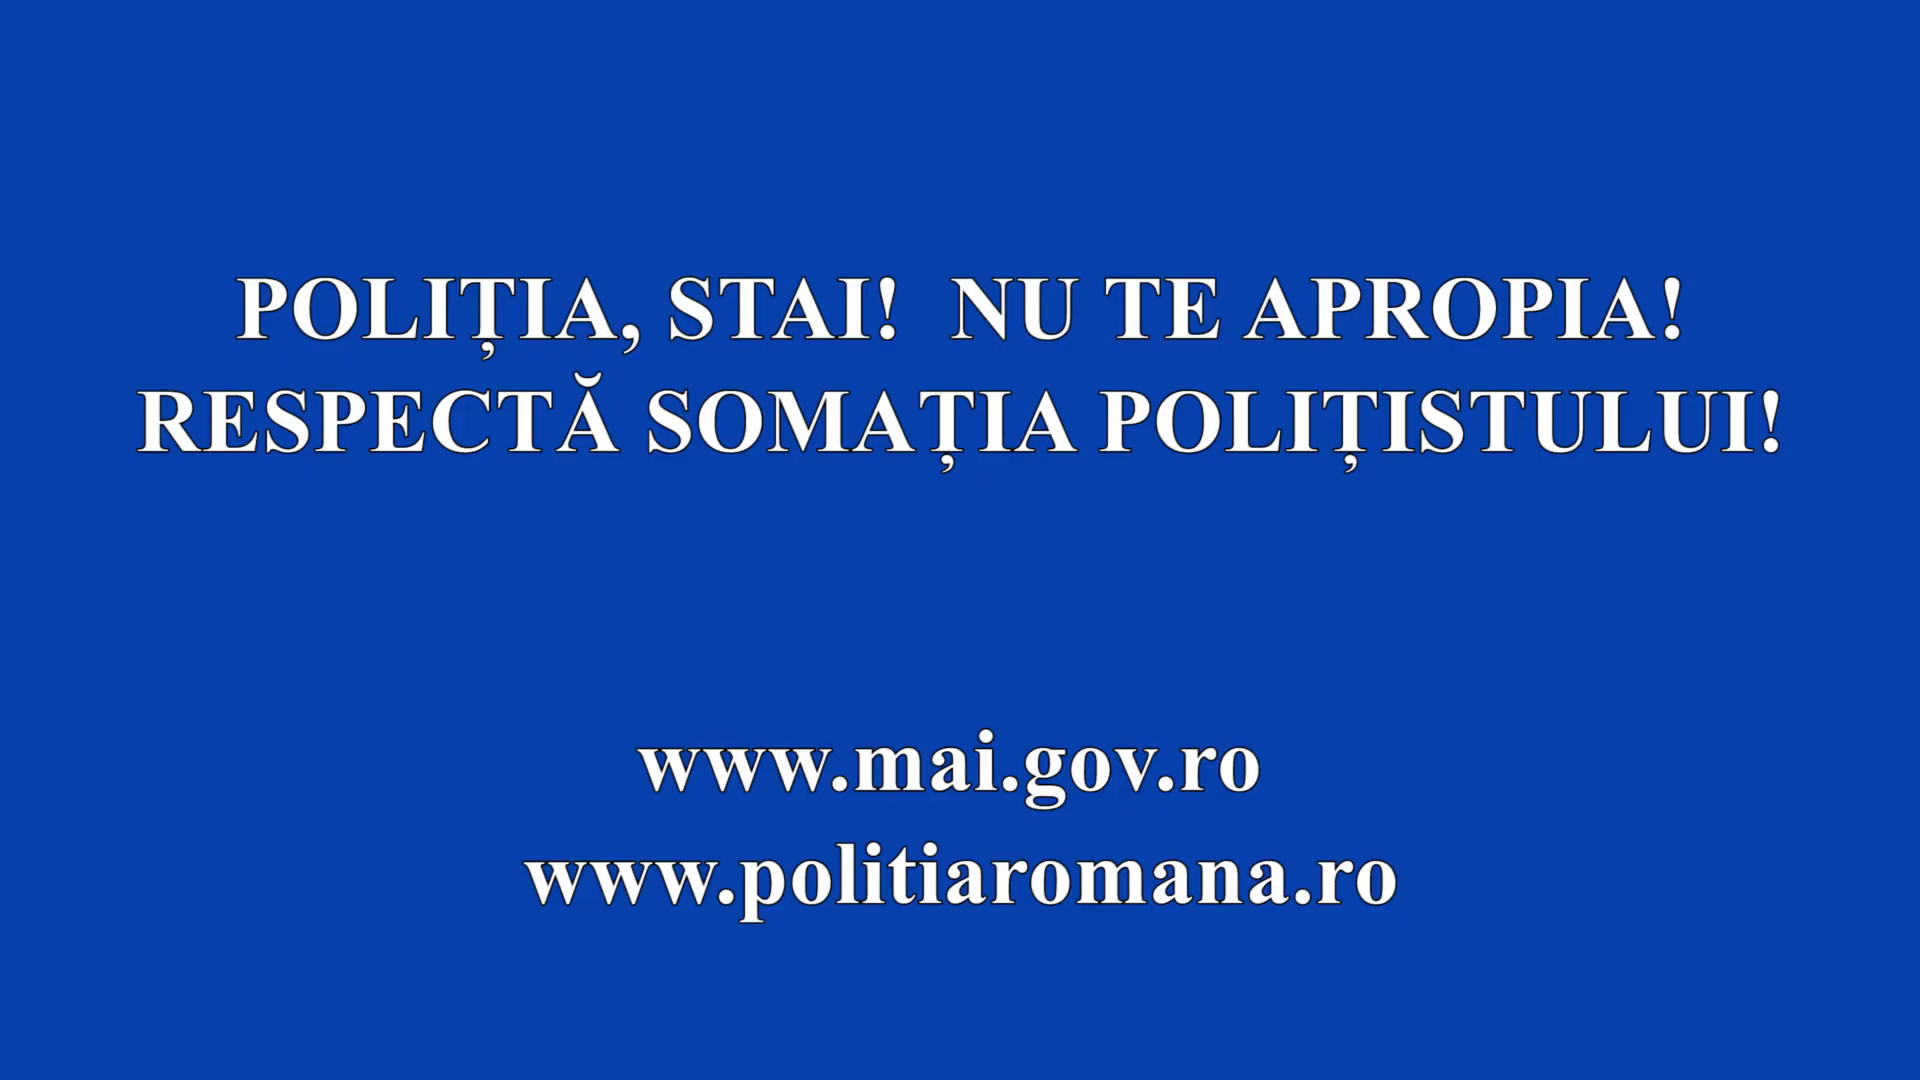 POLIȚIA, STAI!  NU TE APROPIA!
RESPECTĂ SOMAȚIA POLIȚISTULUI!
www.mai.gov.ro
www.politiaromana.ro